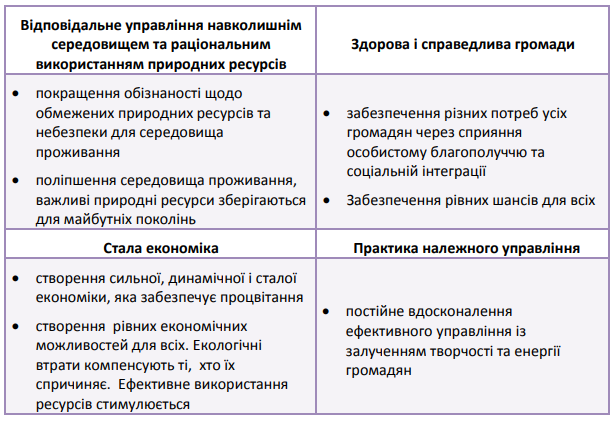 Відповідальне управління навколишнім
середовищем та раціональним
використанням природних ресурсів
Здорова і справедлива громади
• покращення обізнаності щодо
обмежених природних ресурсів та
небезпеки для середовища
проживання
• поліпшення середовища проживання,
важливі природні ресурси зберігаються
для майбутніх поколінь
• забезпечення різних потреб усіх
громадян через сприяння
особистому благополуччю та
соціальній інтеграції
• Забезпечення рівних шансів для всіх
Стала економіка
Практика належного управління
• створення сильної, динамічної і сталої
економіки, яка забезпечує процвітання
• створення рівних економічних
можливостей для всіх. Екологічні
втрати компенсують ті, хто їх
спричиняє. Ефективне використання
ресурсів стимулюється
• постійне вдосконалення
ефективного управління із
залученням творчості та енергії
громадян